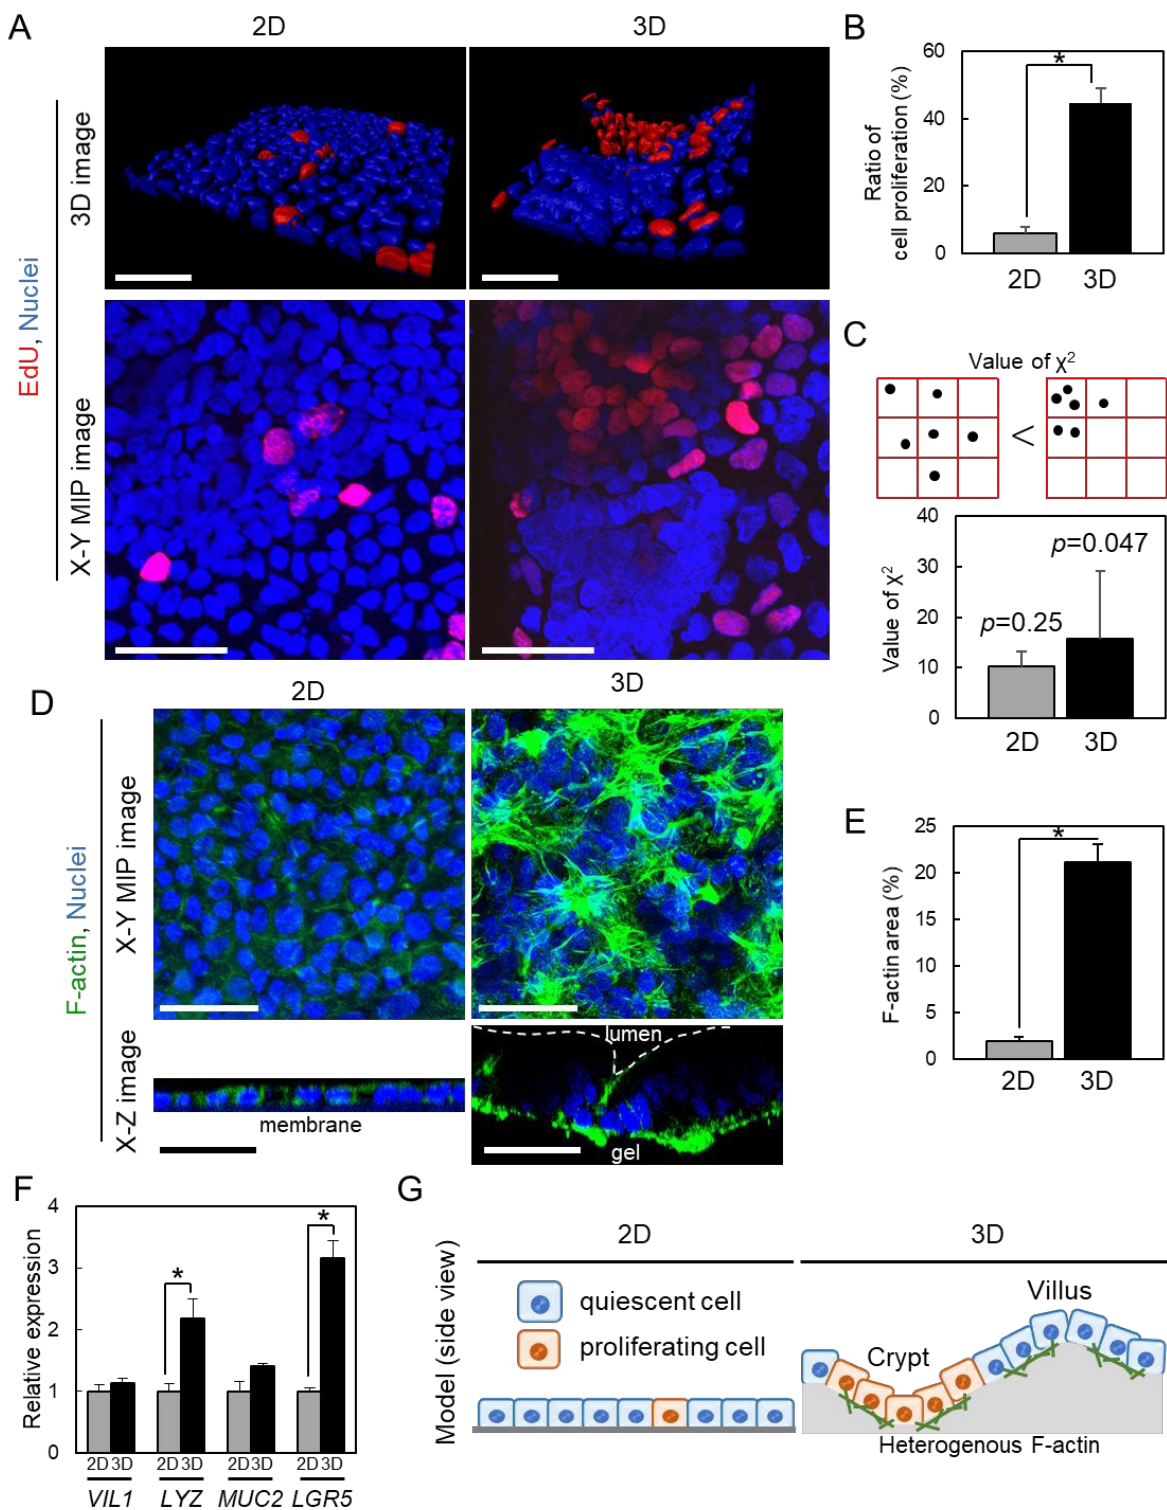 A
2D
3D
3D image
X-Y MIP image
EdU, Nuclei
B
60
40
20
0
Ratio of
cell proliferation (%)
*
2D
3D
C
Value of χ²
<
40
30
20
10
0
Value of χ²
p=0.25
p=0.047
2D
3D
D
2D
3D
F-actin, Nuclei
X-Y MIP image
X-Z image
membrane
lumen
gel
E
25
20
15
10
5
0
F-actin area (%)
*
2D
3D
F
4
3
2
1
0
Relative expression
*
*
2D 3D 2D 3D 2D 3D 2D 3D
VIL1 LYZ MUC2 LGR5
G
Model (side view)
2D
3D
quiescent cell
proliferating cell
Villus
Crypt
Heterogenous F-actin